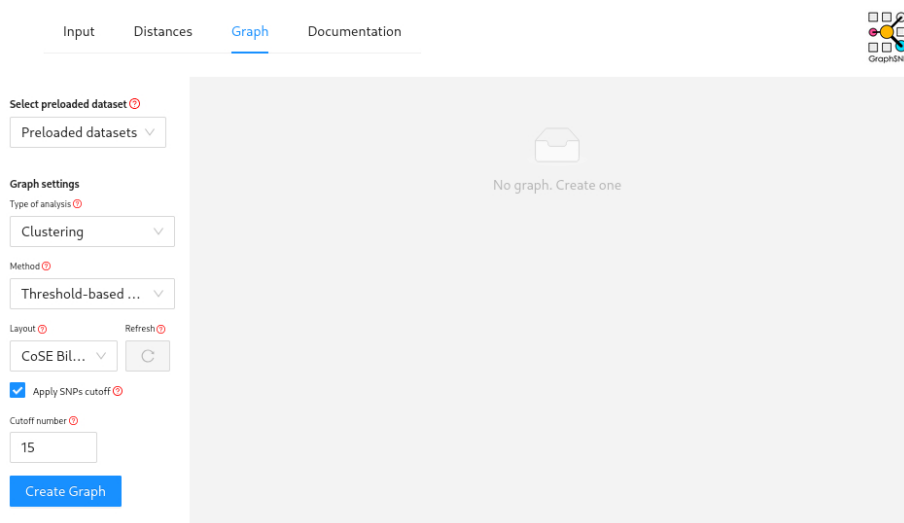 Input Distances Graph Documentation
Select preloaded dataset
Preloaded datasets
No graph. Create one
Graph settings
Type of analysis
Clustering
Method
Threshold-based ...
Layout Refresh
CoSE Bil...
Apply SNPs cutoff
Cutoff number
15
Create Graph